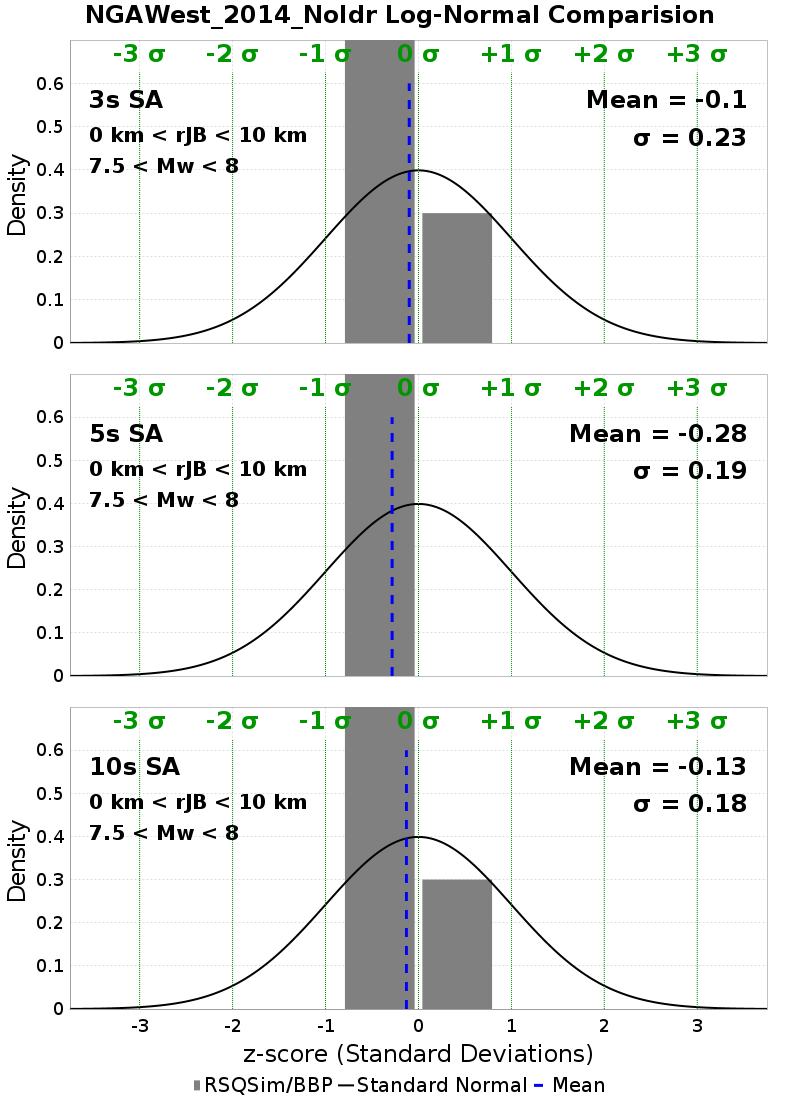 NGAWest_2014_NoIdr Log-Normal Comparision
-3 σ -2 σ -1 σ 0 σ +1 σ +2 σ +3 σ
3s SA
0 km < rJB < 10 km
7.5 < Mw < 8
Mean = -0.1
σ = 0.23
Density
0.6
0.5
0.4
0.3
0.2
0.1
0
-3 σ -2 σ -1 σ 0 σ +1 σ +2 σ +3 σ
5s SA
0 km < rJB < 10 km
7.5 < Mw < 8
Mean = -0.28
σ = 0.19
Density
0.6
0.5
0.4
0.3
0.2
0.1
0
-3 σ -2 σ -1 σ 0 σ +1 σ +2 σ +3 σ
10s SA
0 km < rJB < 10 km
7.5 < Mw < 8
Mean = -0.13
σ = 0.18
Density
0.6
0.5
0.4
0.3
0.2
0.1
0
-3 -2 -1 0 1 2 3
z-score (Standard Deviations)
RSQSim/BBP Standard Normal Mean